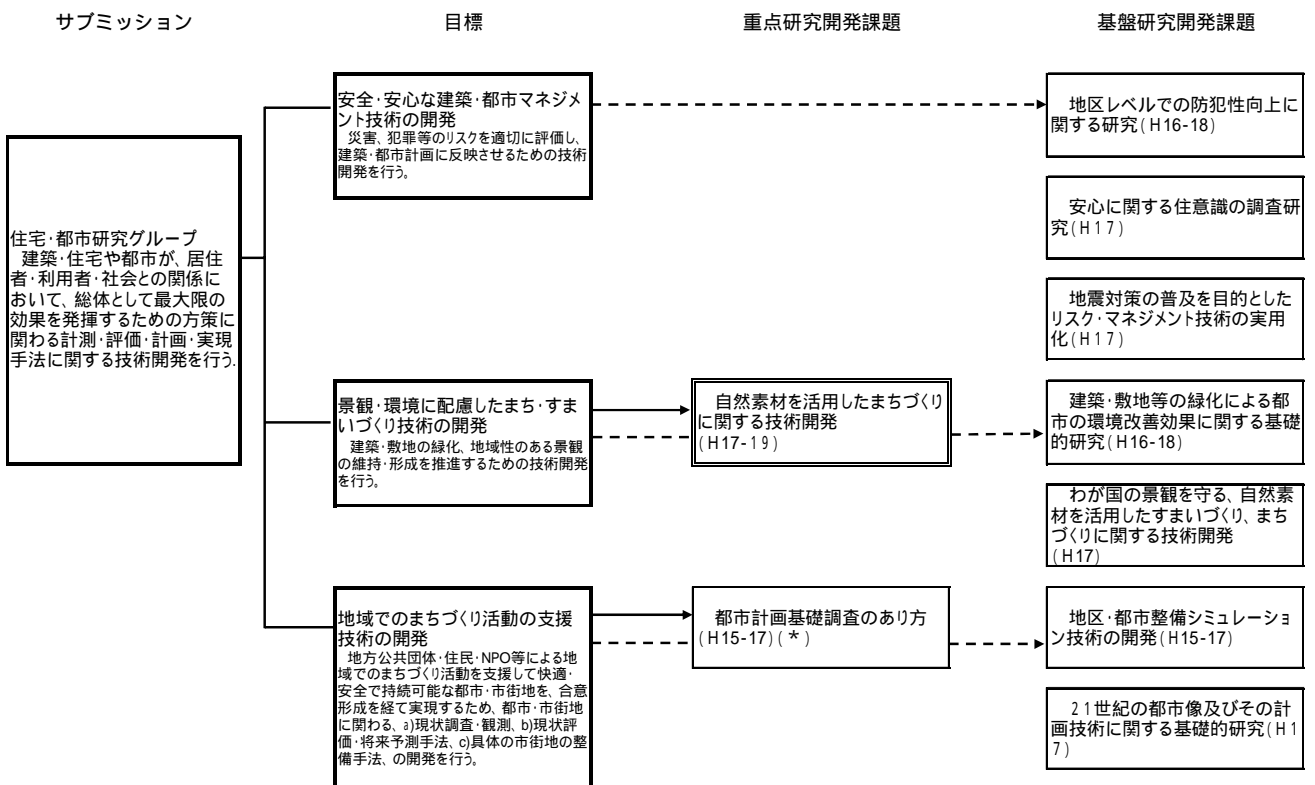 サブミッション
目標
重点研究開発課題
基盤研究開発課題
住宅･都市研究グループ
建築･住宅や都市が、居住
者･利用者･社会との関係に
おいて、総体として最大限の
効果を発揮するための方策に
関わる計測･評価･計画･実現
手法に関する技術開発を行う.
安全･安心な建築･都市マネジメ
ント技術の開発
災害、犯罪等のリスクを適切に評価し、
建築･都市計画に反映させるための技術
開発を行う。
地区レベルでの防犯性向上に
関する研究(H16-18)
安心に関する住意識の調査研
究(H17)
地震対策の普及を目的とした
リスク･マネジメント技術の実用
化(H17)
景観･環境に配慮したまち･すま
いづくり技術の開発
建築･敷地の緑化、地域性のある景観
の維持･形成を推進するための技術開発
を行う。
自然素材を活用したまちづくり
に関する技術開発
(H17-19)
建築･敷地等の緑化による都
市の環境改善効果に関する基礎
的研究(H16-18)
わが国の景観を守る、自然素
材を活用したすまいづくり、まち
づくりに関する技術開発
(H17)
地域でのまちづくり活動の支援
技術の開発
地方公共団体･住民･NPO等による地
域でのまちづくり活動を支援して快適･
安全で持続可能な都市･市街地を、合意
形成を経て実現するため、都市･市街地
に関わる、a)現状調査･観測、b)現状評
価･将来予測手法、c)具体の市街地の整
備手法、の開発を行う。
都市計画基礎調査のあり方
(H15-17)(*)
地区･都市整備シミュレーショ
ン技術の開発(H15-17)
21世紀の都市像及びその計
画技術に関する基礎的研究(H1
7)